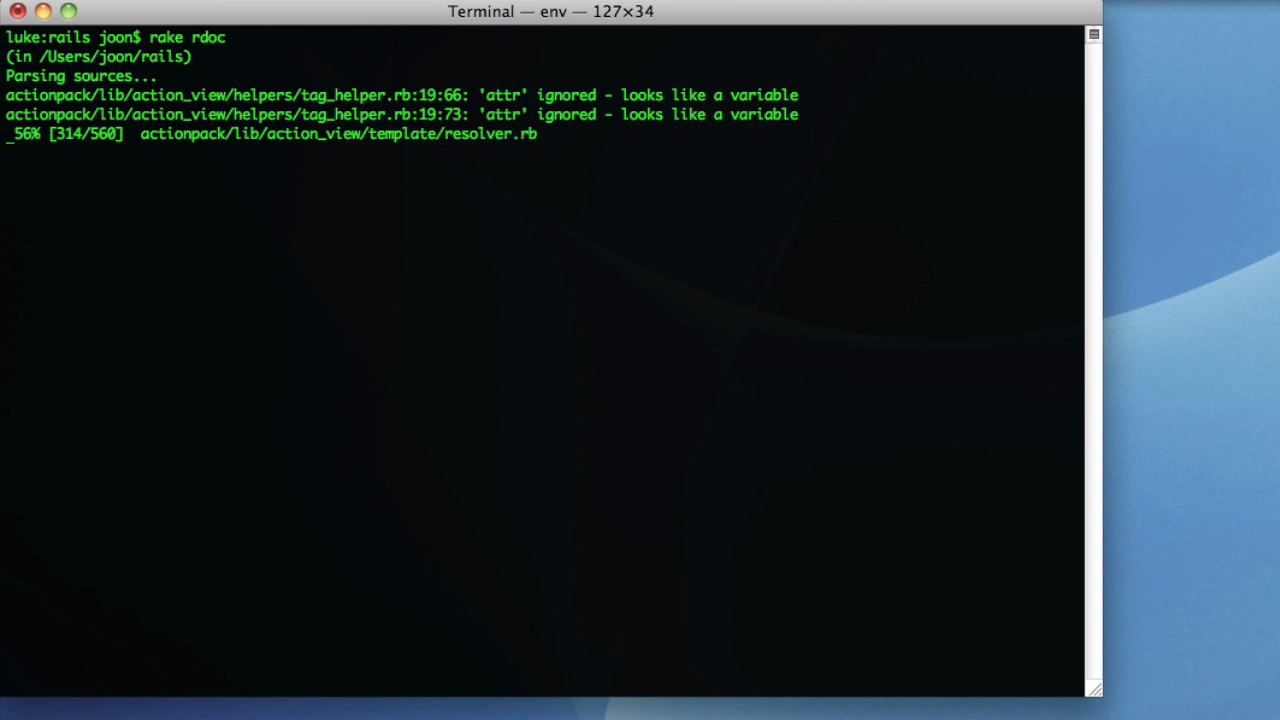 Terminal — env — 127×34
luke:rails joon$ rake rdoc
(in /Users/joon/rails)
Parsing sources...
actionpack/lib/action_view/helpers/tag_helper.rb:19:66: 'attr' ignored - looks like a variable
actionpack/lib/action_view/helpers/tag_helper.rb:19:73: 'attr' ignored - looks like a variable
_56% [314/560]  actionpack/lib/action_view/template/resolver.rb